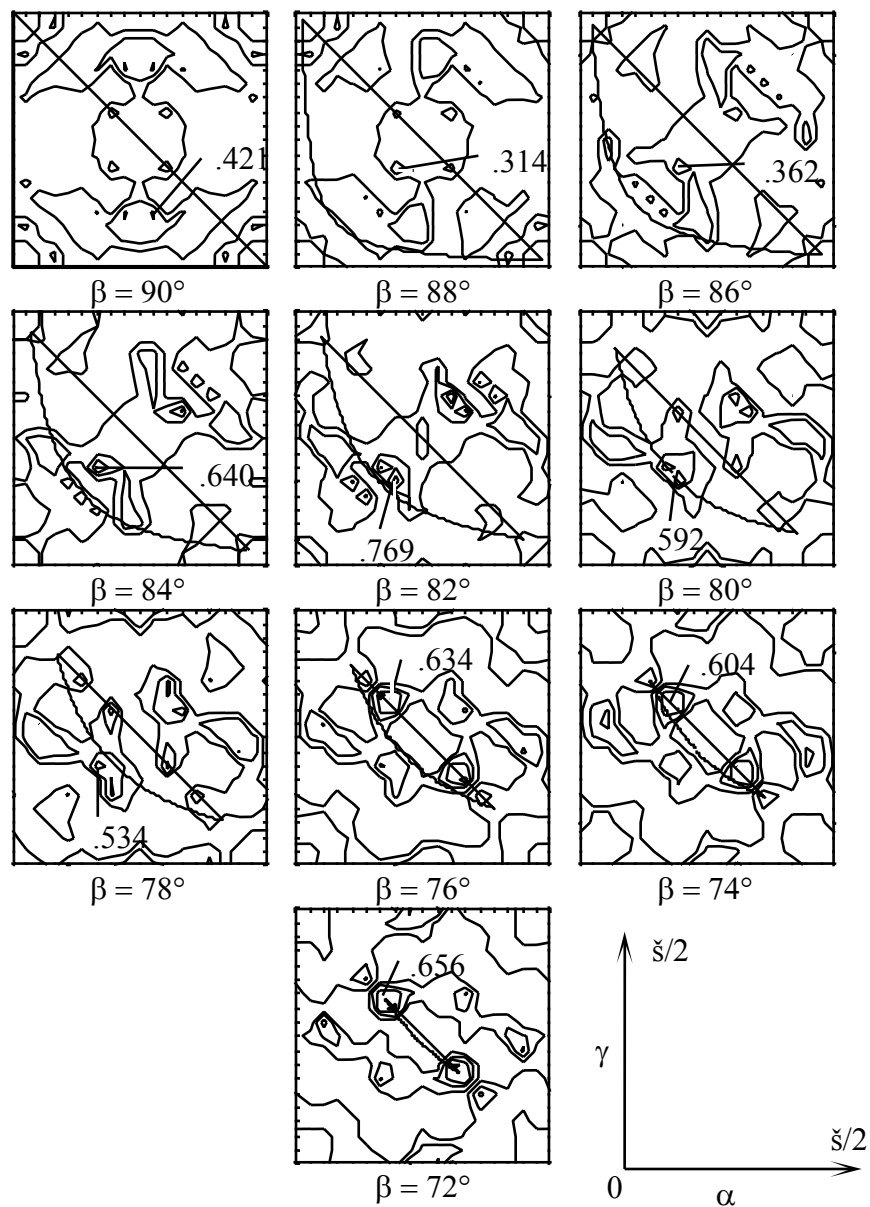 .421
.314
.362
β = 90°
β = 88°
β = 86°
.640
.769
592
β = 84°
β = 82°
β = 80°
.534
.634
.604
β = 78°
β = 76°
β = 74°
.656
β = 72°
š/2
γ
š/2
0
α